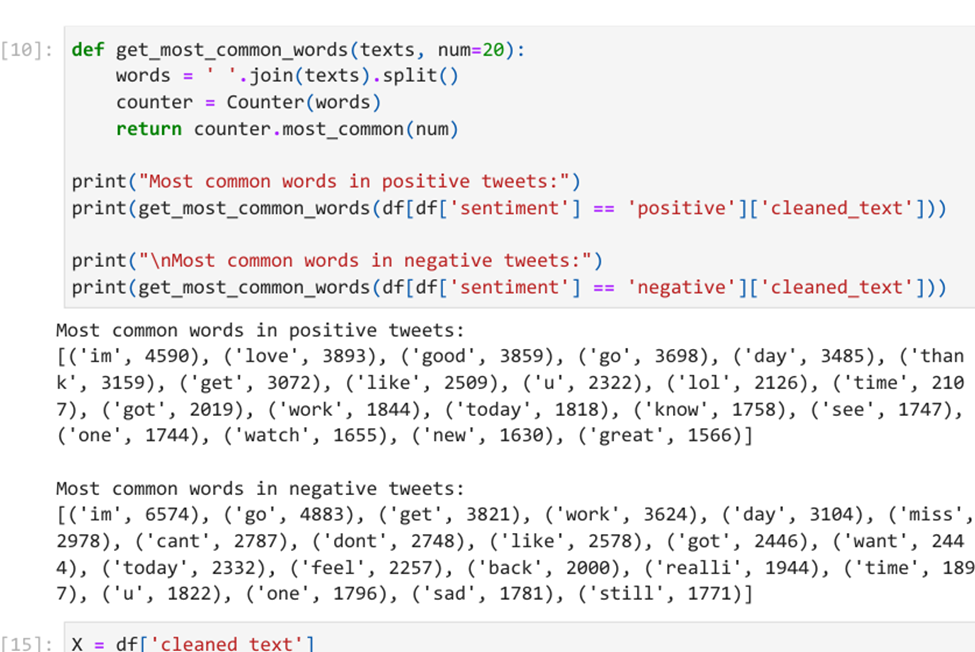 [10]: def get_most_common_words(texts, num=20):
    words = ' '.join(texts).split()
    counter = Counter(words)
    return counter.most_common(num)

print("Most common words in positive tweets:")
print(get_most_common_words(df[df['sentiment'] == 'positive']['cleaned_text']))

print("\nMost common words in negative tweets:")
print(get_most_common_words(df[df['sentiment'] == 'negative']['cleaned_text']))
Most common words in positive tweets:
[('im', 4590), ('love', 3893), ('good', 3859), ('go', 3698), ('day', 3485), ('than
k', 3159), ('get', 3072), ('like', 2509), ('u', 2322), ('lol', 2126), ('time', 210
7), ('got', 2019), ('work', 1844), ('today', 1818), ('know', 1758), ('see', 1747),
('one', 1744), ('watch', 1655), ('new', 1630), ('great', 1566)]

Most common words in negative tweets:
[('im', 6574), ('go', 4883), ('get', 3821), ('work', 3624), ('day', 3104), ('miss',
2978), ('cant', 2787), ('dont', 2748), ('like', 2578), ('got', 2446), ('want', 244
4), ('today', 2332), ('feel', 2257), ('back', 2000), ('realli', 1944), ('time', 189
7), ('u', 1822), ('one', 1796), ('sad', 1781), ('still', 1771)]
[15]: X = df['cleaned_text']